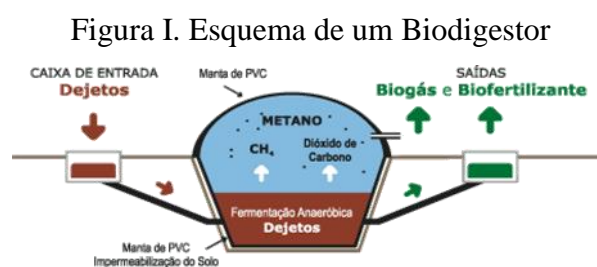 Figura I. Esquema de um Biodigestor
CAIXA DE ENTRADA
Dejetos
Manta de PVC
SAÍDAS
Biogás e Biofertilizante
METANO
CH₄
Dióxido de
Carbono
Fermentação Anaeróbica
Dejetos
Manta de PVC
Impermeabilização do Solo